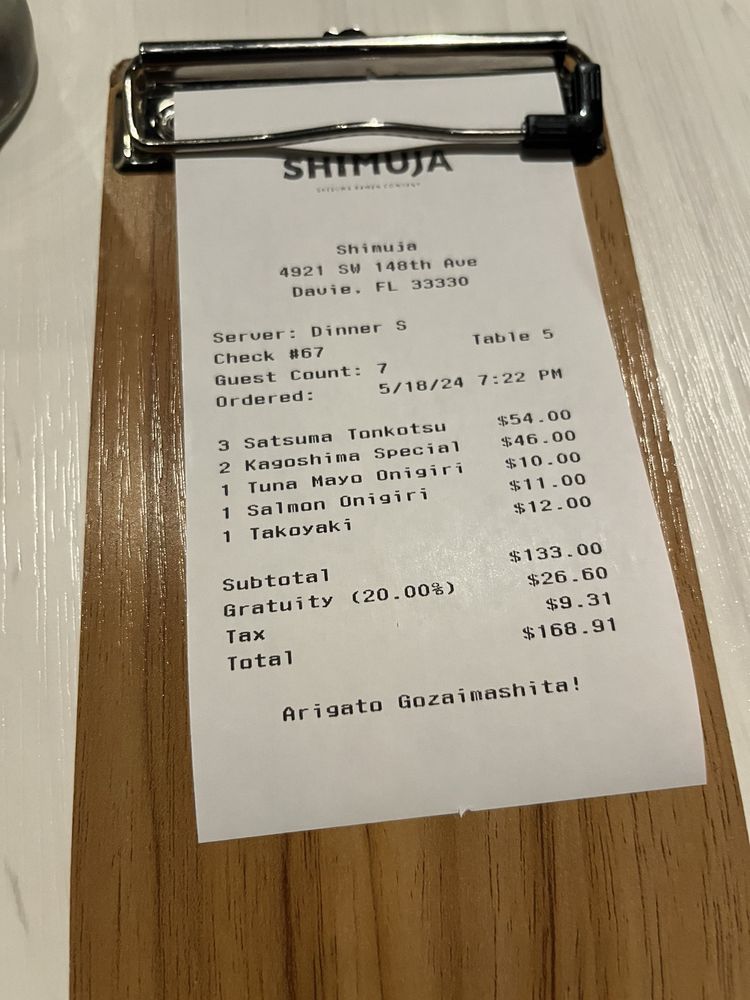 SHIMUJA
SATSUMA RAMEN COMPANY
Shimuja
4921 SW 148th Ave
Davie, FL 33330
Server: Dinner S
Check #67 Table 5
Guest Count: 7
Ordered: 5/18/24 7:22 PM
3 Satsuma Tonkotsu $54.00
2 Kagoshima Special $46.00
1 Tuna Mayo Onigiri $10.00
1 Salmon Onigiri $11.00
1 Takoyaki $12.00
Subtotal $133.00
Gratuity (20.00%) $26.60
Tax $9.31
Total $168.91
Arigato Gozaimashita!